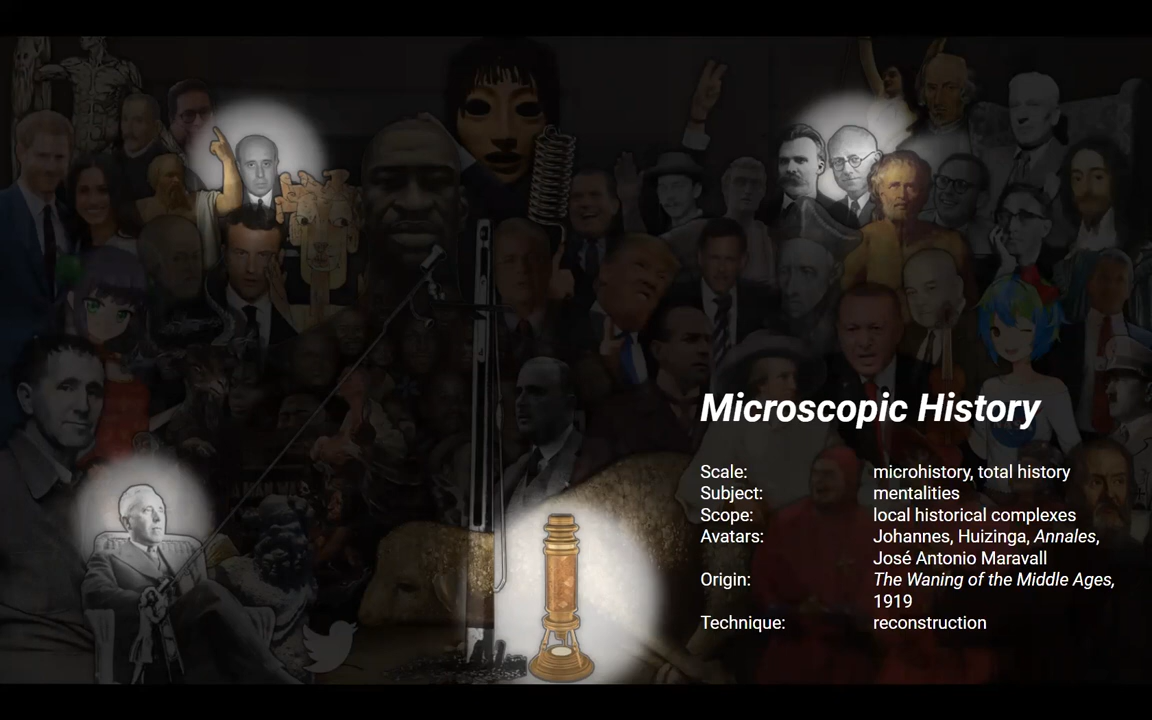 Microscopic History
Scale: microhistory, total history
Subject: mentalities
Scope: local historical complexes
Avatars: Johannes, Huizinga, Annales,
José Antonio Maravall
Origin: The Waning of the Middle Ages,
1919
Technique: reconstruction